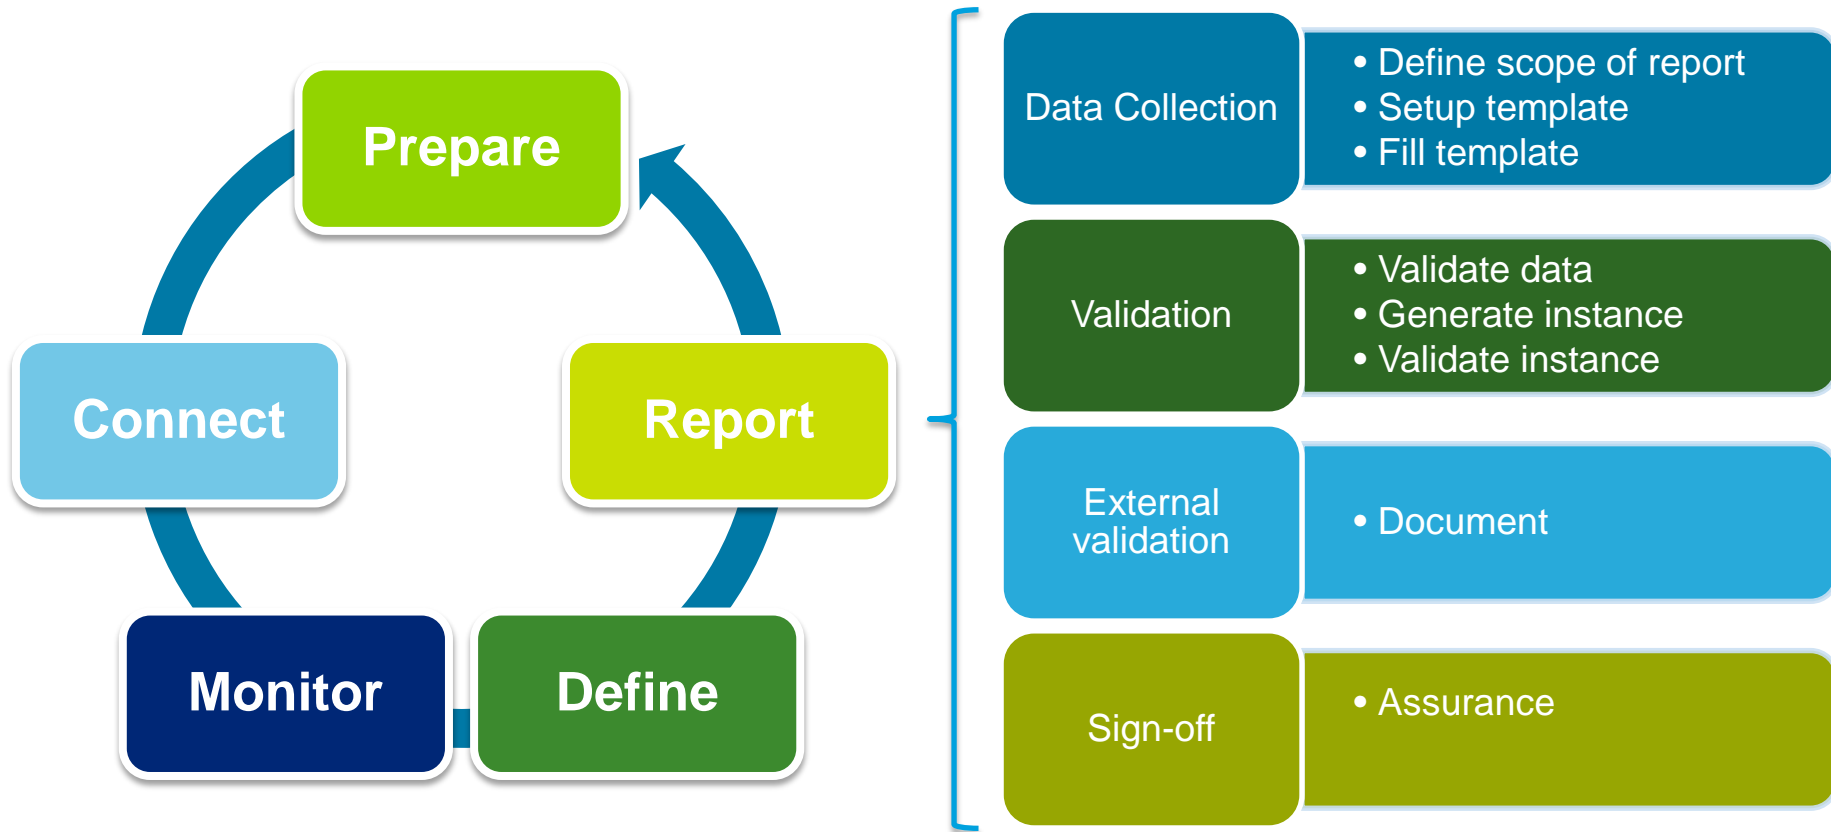 Prepare
Connect
Report
Monitor
Define
Data Collection
• Define scope of report
• Setup template
• Fill template
Validation
• Validate data
• Generate instance
• Validate instance
External
validation
• Document
Sign-off
• Assurance